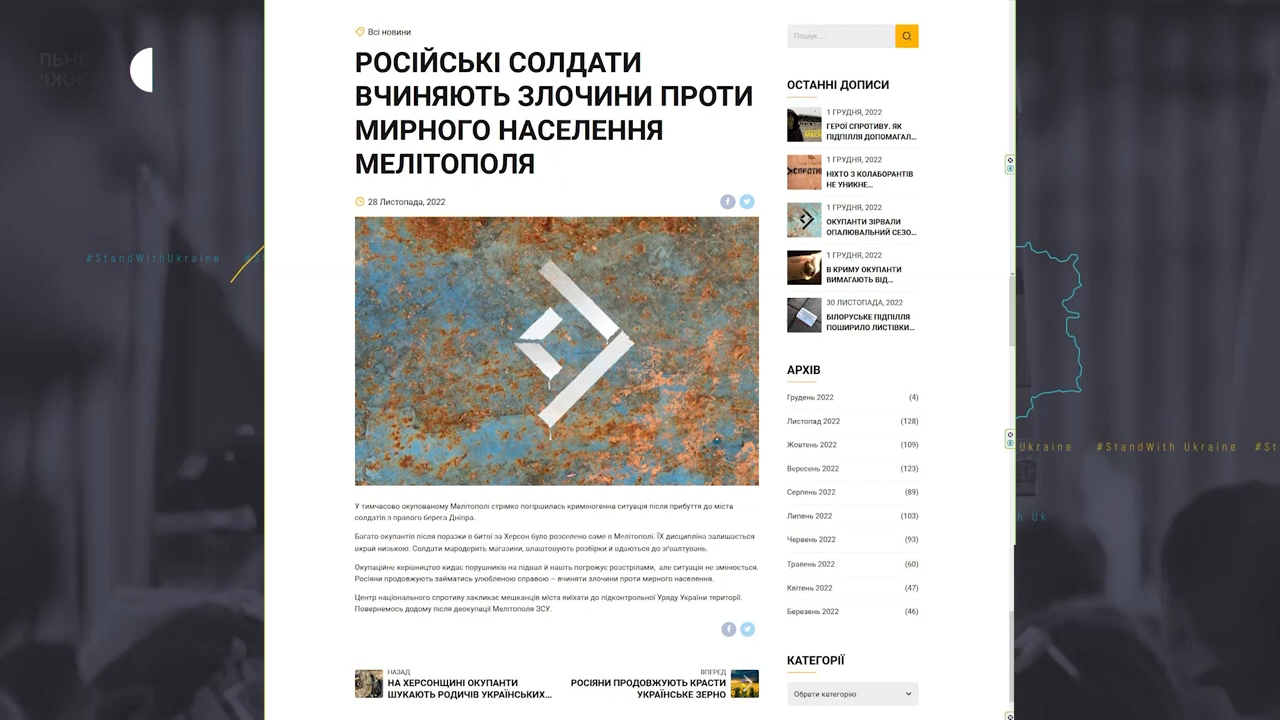 Всі новини
РОСІЙСЬКІ СОЛДАТИ
ВЧИНЯЮТЬ ЗЛОЧИНИ ПРОТИ
МИРНОГО НАСЕЛЕННЯ
МЕЛІТОПОЛЯ
28 Листопада, 2022
У тимчасово окупованому Мелітополі стрімко погіршилась криміногенна ситуація після прибуття до міста
солдатів з правого берега Дніпра.
Багато окупантів після поразки в битві за Херсон було розселено саме в Мелітополі. ЇХ дисципліна залишається
вкрай низькою. Солдати мародерять магазини, влаштовують розбірки й вдаються до зґвалтувань.
Окупаційне керівництво кидає порушників на підвал й навіть погрожує розстрілами, але ситуація не змінюється.
Росіяни продовжують займатись улюбленою справою – вчиняти злочини проти мирного населення.
Центр національного спротиву закликає мешканців міста виїхати до підконтрольної Уряду України території.
Повернемось додому після деокупації Мелітополя ЗСУ.
НАЗАД
НА ХЕРСОНЩИНІ ОКУПАНТИ
ШУКАЮТЬ РОДИЧІВ УКРАЇНСЬКИХ...
ВПЕРЕД
РОСІЯНИ ПРОДОВЖУЮТЬ КРАСТИ
УКРАЇНСЬКЕ ЗЕРНО
Пошук...
ОСТАННІ ДОПИСИ
1 ГРУДНЯ, 2022
ГЕРОЇ СПРОТИВУ. ЯК
ПІДПІЛЛЯ ДОПОМАГАЛ...
1 ГРУДНЯ, 2022
НІХТО З КОЛАБОРАНТІВ
НЕ УНИКНЕ...
1 ГРУДНЯ, 2022
ОКУПАНТИ ЗІРВАЛИ
ОПАЛЮВАЛЬНИЙ СЕЗО...
1 ГРУДНЯ, 2022
В КРИМУ ОКУПАНТИ
ВИМАГАЮТЬ ВІД...
30 ЛИСТОПАДА, 2022
БІЛОРУСЬКЕ ПІДПІЛЛЯ
ПОШИРИЛО ЛИСТІВКИ...
АРХІВ
Грудень 2022 (4)
Листопад 2022 (128)
Жовтень 2022 (109)
Вересень 2022 (123)
Серпень 2022 (89)
Липень 2022 (103)
Червень 2022 (93)
Травень 2022 (60)
Квітень 2022 (47)
Березень 2022 (46)
КАТЕГОРІЇ
Обрати категорію
#StandWithUkraine #S
Ukraine #StandWith Ukraine #St
h Uk